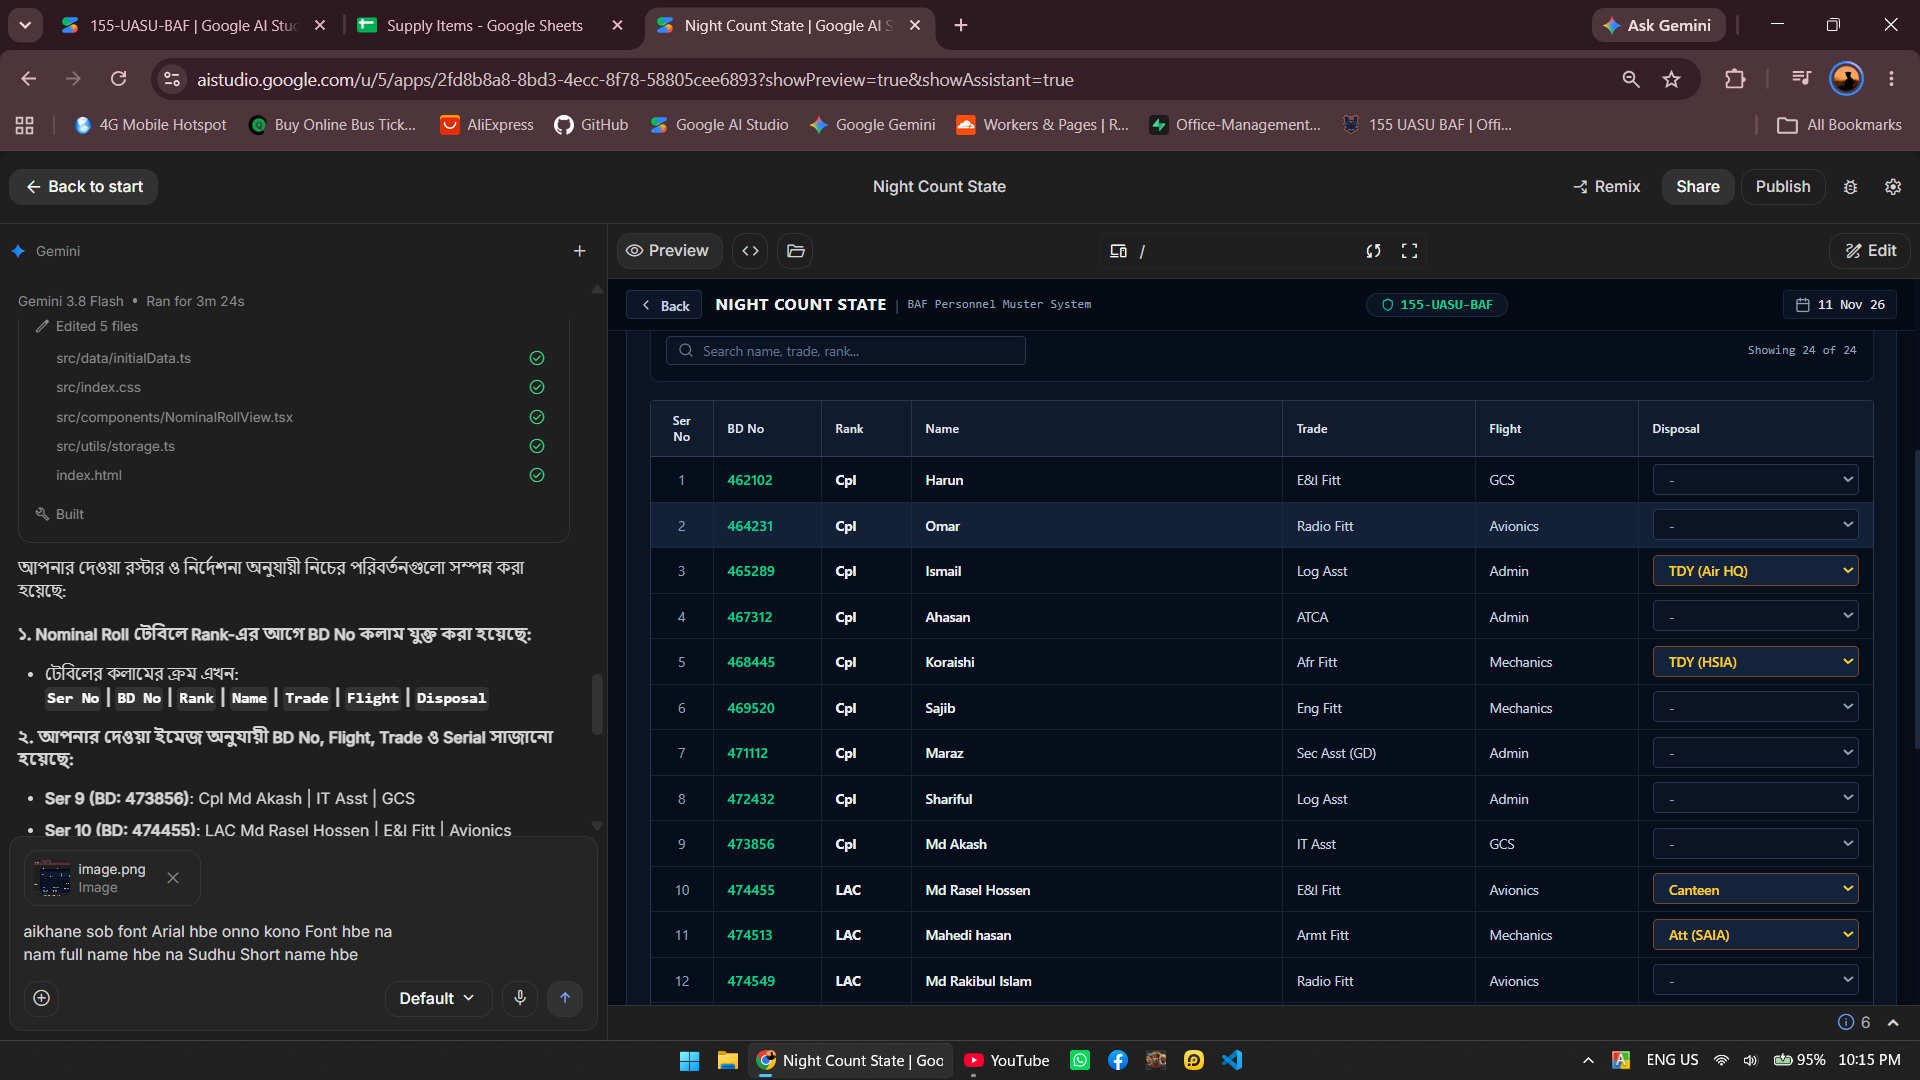 155-UASU-BAF | Google AI Stuc
Supply Items - Google Sheets
Night Count State | Google AI S
Ask Gemini
aistudio.google.com/u/5/apps/2fd8b8a8-8bd3-4ecc-8f78-58805cee6893?showPreview=true&showAssistant=true
4G Mobile Hotspot
Buy Online Bus Tick...
AliExpress
GitHub
Google AI Studio
Google Gemini
Workers & Pages | R...
Office-Management...
155 UASU BAF | Offi...
All Bookmarks
Back to start
Night Count State
Remix
Share
Publish
Gemini
Preview
/
Edit
Gemini 3.8 Flash • Ran for 3m 24s
Edited 5 files
src/data/initialData.ts
src/index.css
src/components/NominalRollView.tsx
src/utils/storage.ts
index.html
Built
আপনার দেওয়া রস্টার ও নির্দেশনা অনুযায়ী নিচের পরিবর্তনগুলো সম্পন্ন করা
হয়েছে:
১. Nominal Roll টেবিলে Rank-এর আগে BD No কলাম যুক্ত করা হয়েছে:
• টেবিলের কলামের ক্রম এখন:
Ser No | BD No | Rank | Name | Trade | Flight | Disposal
২. আপনার দেওয়া ইমেজ অনুযায়ী BD No, Flight, Trade ও Serial সাজানো
হয়েছে:
• Ser 9 (BD: 473856): Cpl Md Akash | IT Asst | GCS
• Ser 10 (BD: 474455): LAC Md Rasel Hossen | E&I Fitt | Avionics
image.png
Image
aikhane sob font Arial hbe onno kono Font hbe na
nam full name hbe na Sudhu Short name hbe
Default
Back
NIGHT COUNT STATE | BAF Personnel Muster System
155-UASU-BAF
11 Nov 26
Search name, trade, rank...
Showing 24 of 24
Ser No BD No Rank Name Trade Flight Disposal
1 462102 Cpl Harun E&I Fitt GCS -
2 464231 Cpl Omar Radio Fitt Avionics -
3 465289 Cpl Ismail Log Asst Admin TDY (Air HQ)
4 467312 Cpl Ahasan ATCA Admin -
5 468445 Cpl Koraishi Afr Fitt Mechanics TDY (HSIA)
6 469520 Cpl Sajib Eng Fitt Mechanics -
7 471112 Cpl Maraz Sec Asst (GD) Admin -
8 472432 Cpl Shariful Log Asst Admin -
9 473856 Cpl Md Akash IT Asst GCS -
10 474455 LAC Md Rasel Hossen E&I Fitt Avionics Canteen
11 474513 LAC Mahedi hasan Armt Fitt Mechanics Att (SAIA)
12 474549 LAC Md Rakibul Islam Radio Fitt Avionics -
6
Night Count State | Goo
YouTube
ENG US
95%
10:15 PM